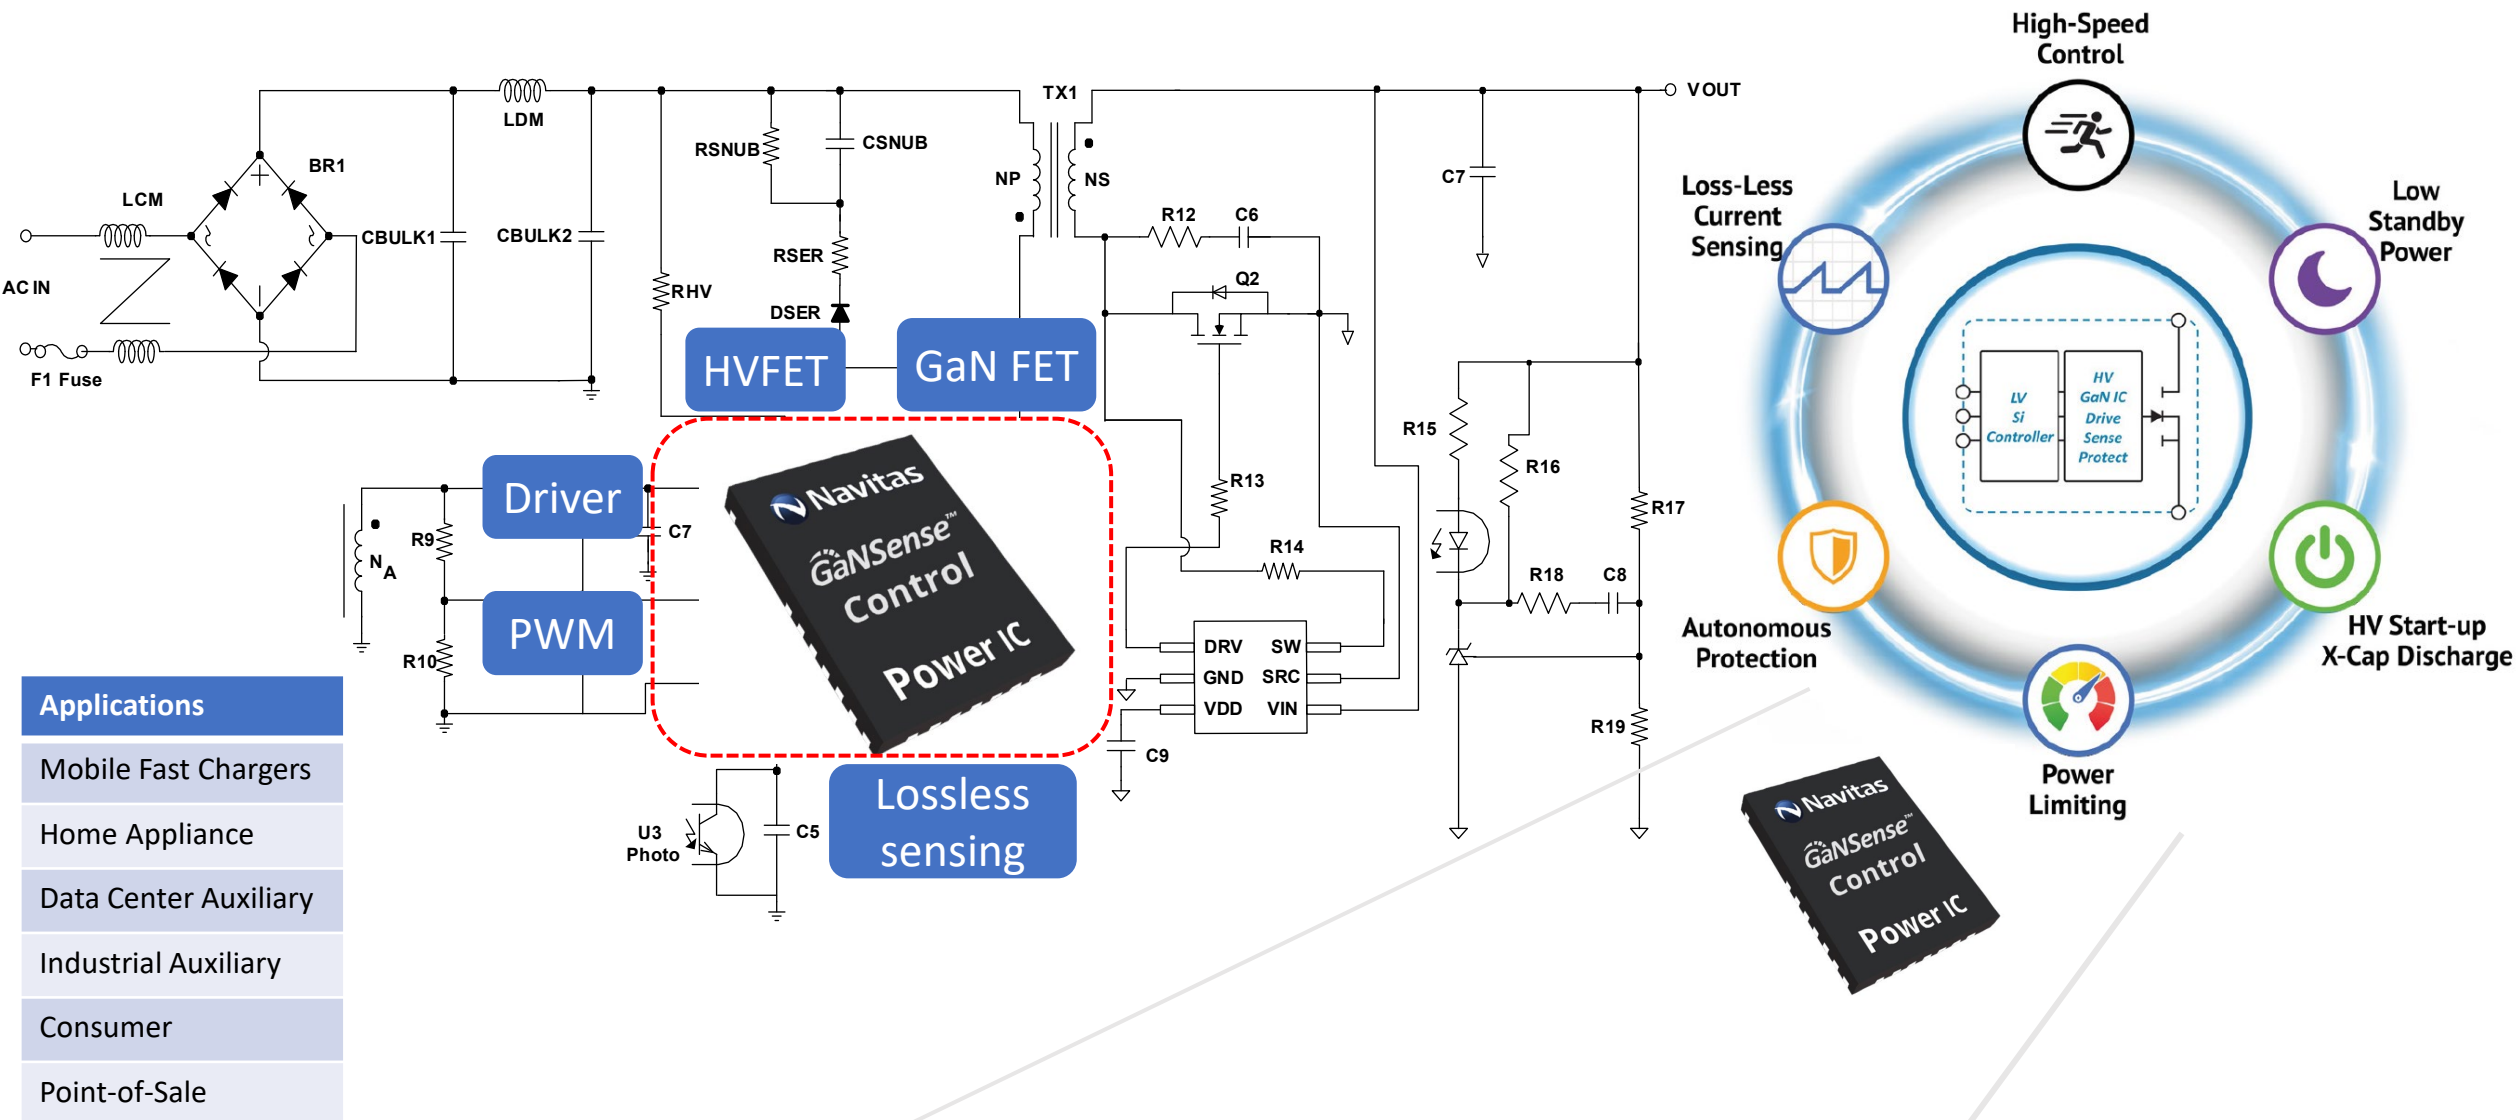 LCM
BR1
AC IN
F1 Fuse
CBULK1
LDM
CBULK2
RSNUB
CSNUB
RSER
DSER
RHV
TX1
NP
NS
R12
C6
Q2
C7
VOUT
HVFET
GaN FET
Driver
PWM
C7
R9
R10
NA
Navitas
GaNSense™
Control
Power IC
Lossless
sensing
U3
Photo
C5
R13
R14
DRV
GND
VDD
SW
SRC
VIN
C9
R15
R16
R17
R18
C8
R19
Applications
Mobile Fast Chargers
Home Appliance
Data Center Auxiliary
Industrial Auxiliary
Consumer
Point-of-Sale
High-Speed
Control
Loss-Less
Current
Sensing
Low
Standby
Power
LV
Si
Controller
HV
GaN IC
Drive
Sense
Protect
Autonomous
Protection
HV Start-up
X-Cap Discharge
Power
Limiting
Navitas
GaNSense™
Control
Power IC